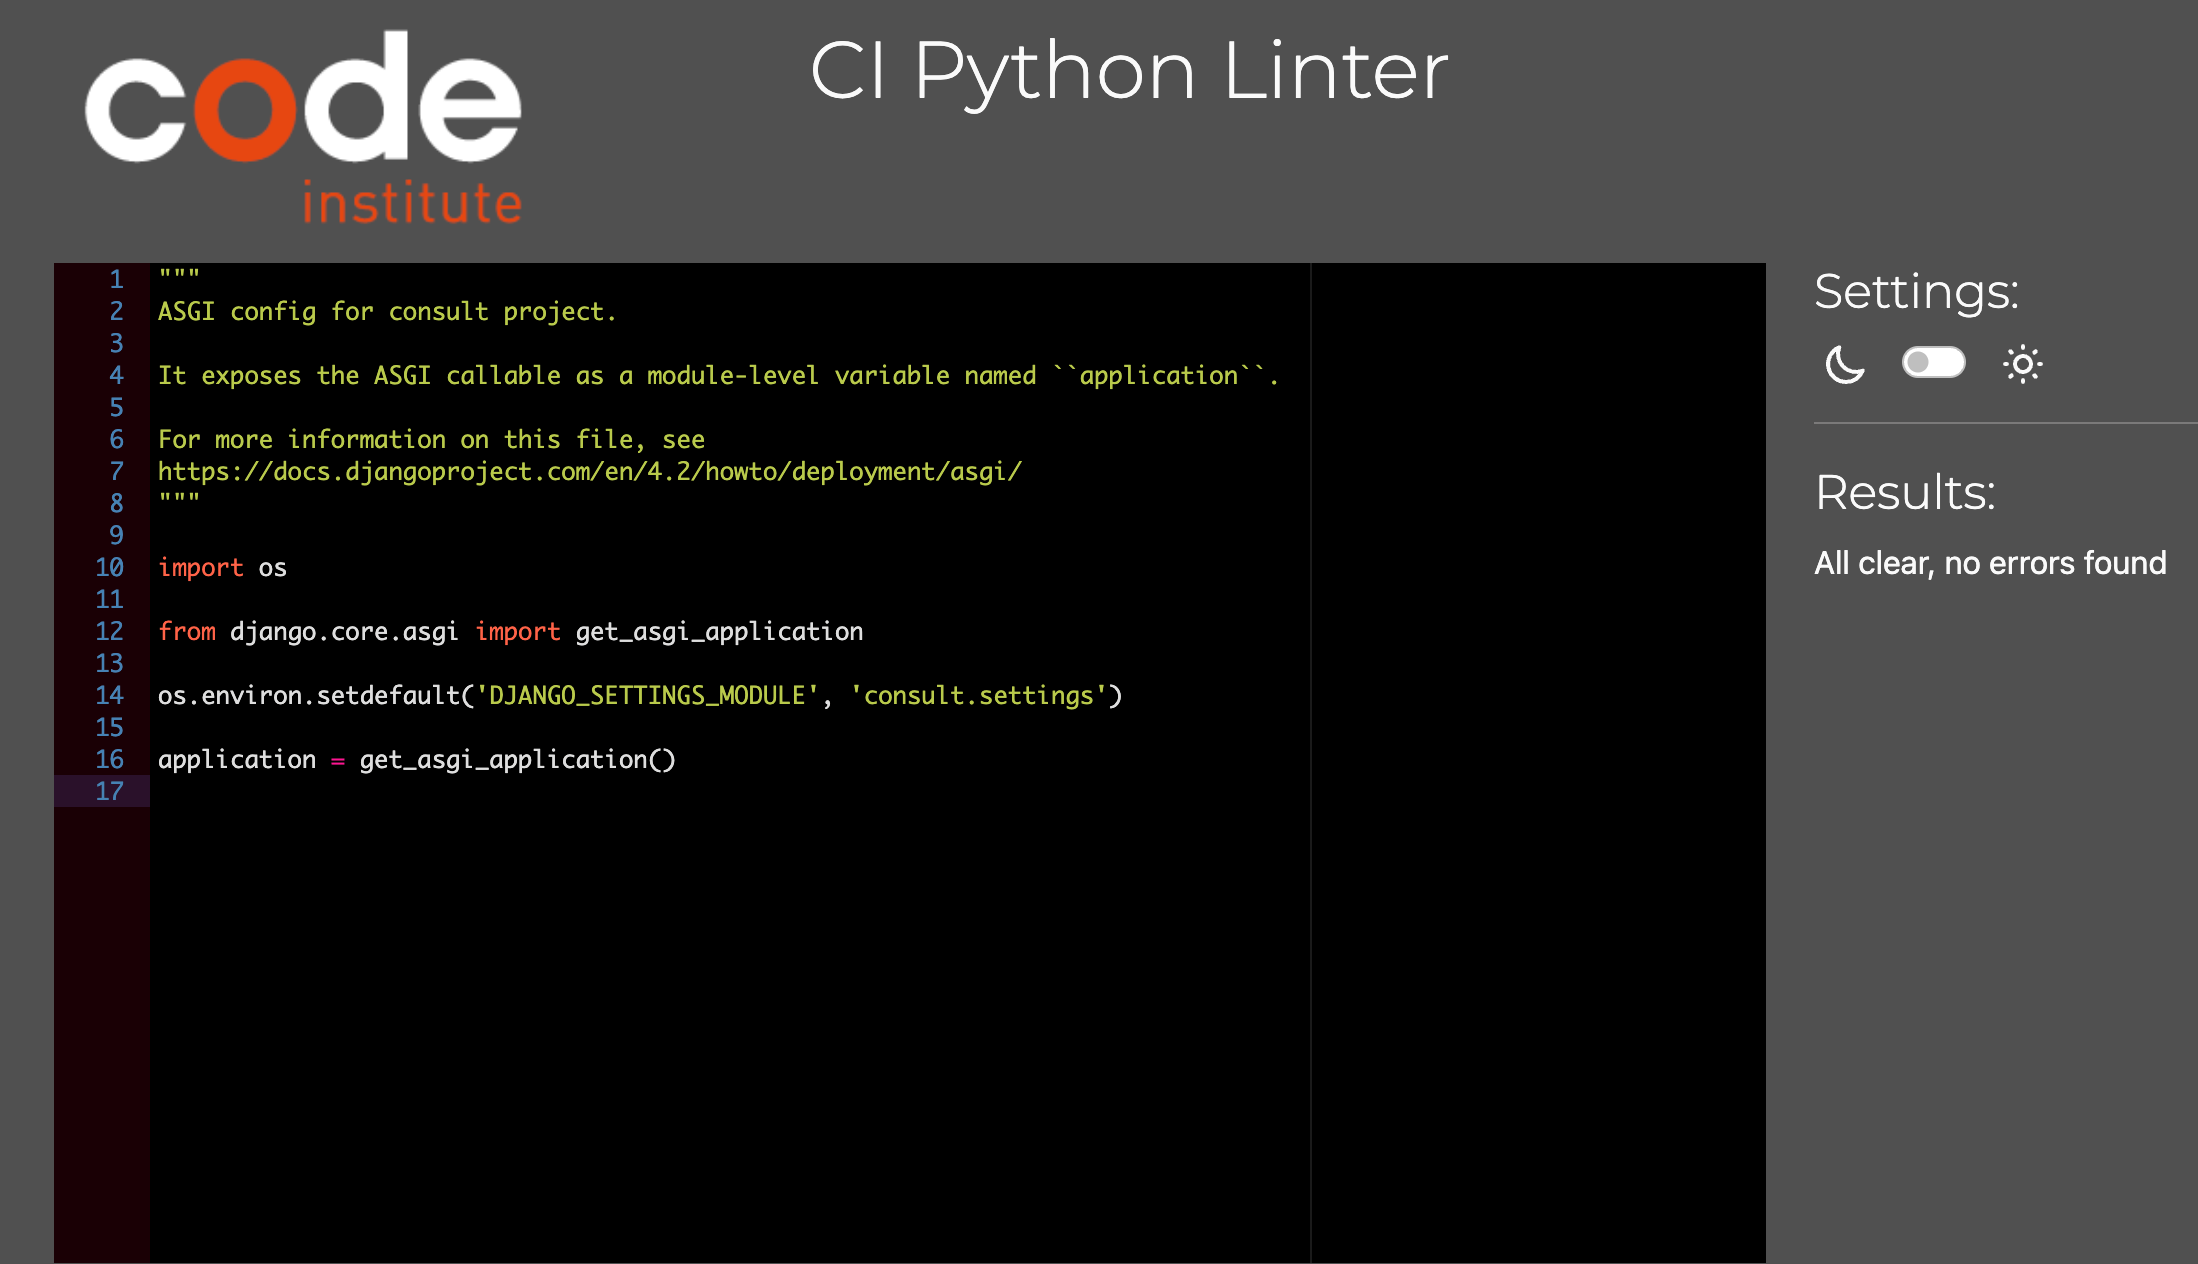 code
institute
CI Python Linter
1 """
2 ASGI config for consult project.
3
4 It exposes the ASGI callable as a module-level variable named ``application``.
5
6 For more information on this file, see
7 https://docs.djangoproject.com/en/4.2/howto/deployment/asgi/
8 """
9
10 import os
11
12 from django.core.asgi import get_asgi_application
13
14 os.environ.setdefault('DJANGO_SETTINGS_MODULE', 'consult.settings')
15
16 application = get_asgi_application()
17
Settings:
Results:
All clear, no errors found